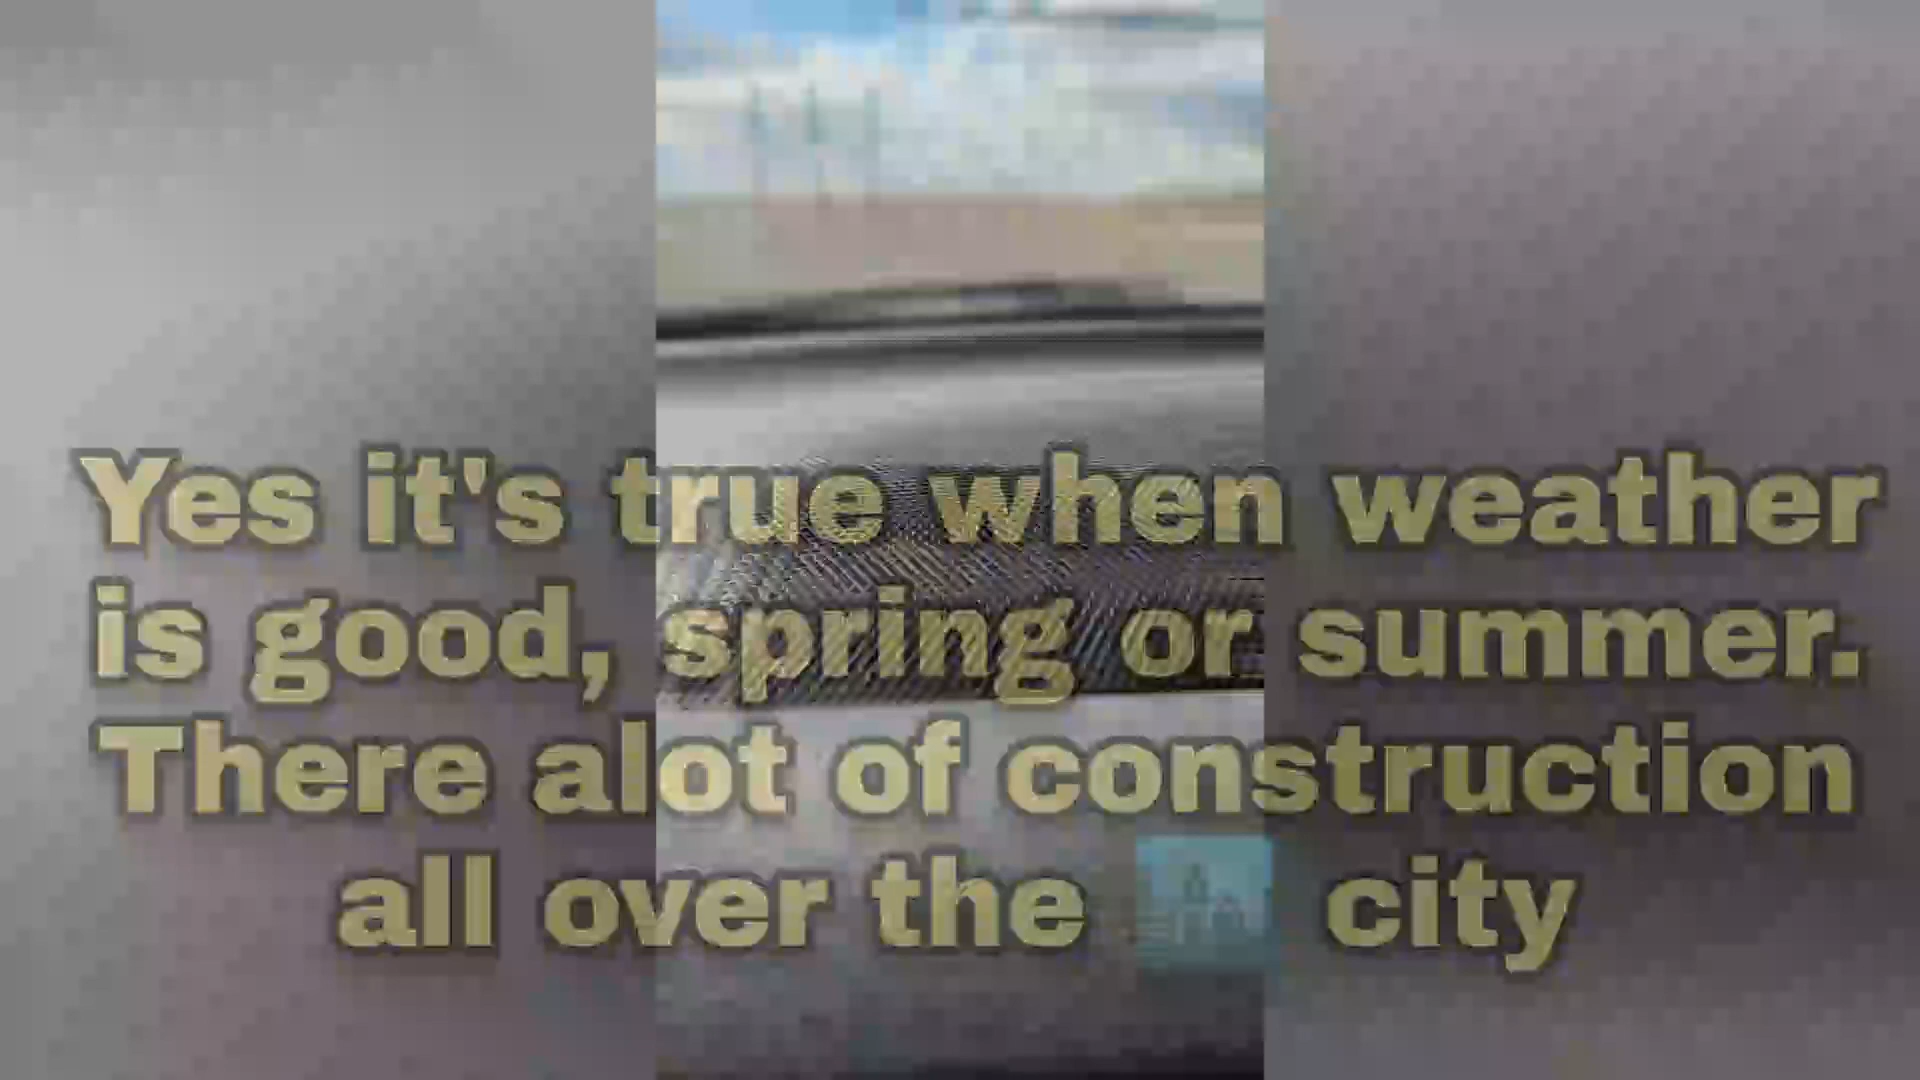 Yes it's true when weather
is good, spring or summer.
There alot of construction
all over the 🏙️ city